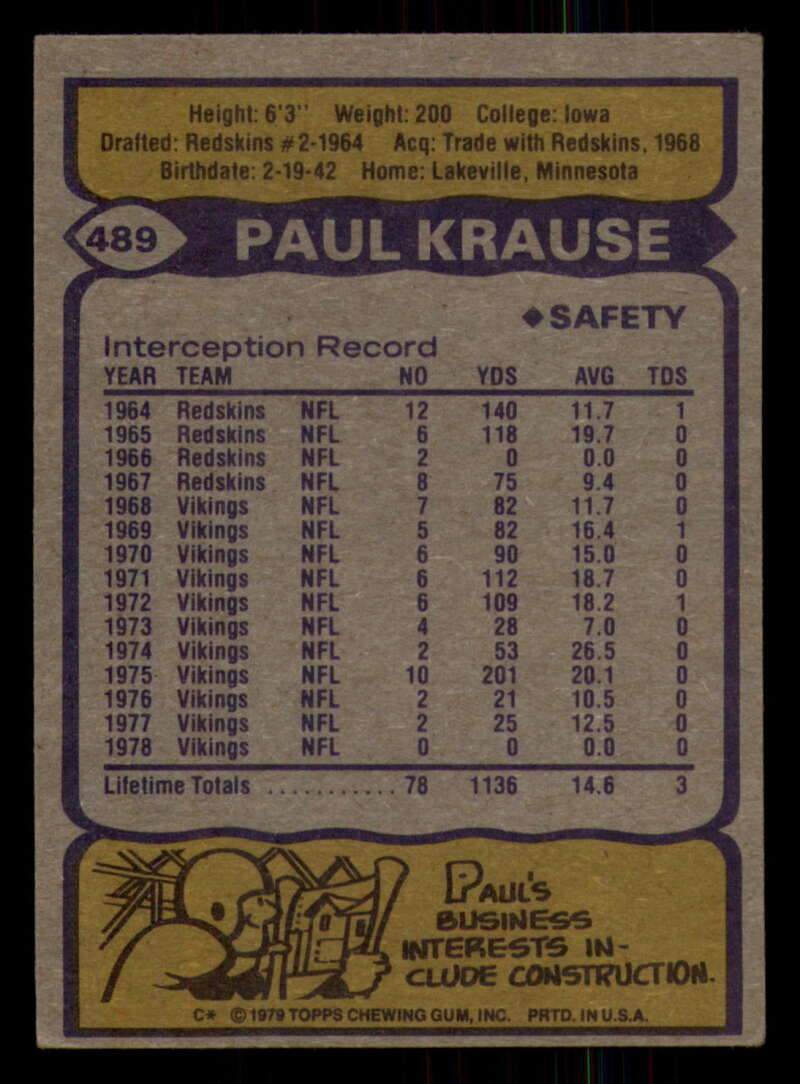 Height: 6'3" Weight: 200 College: Iowa
Drafted: Redskins #2-1964 Acq: Trade with Redskins, 1968
Birthdate: 2-19-42 Home: Lakeville, Minnesota
489 PAUL KRAUSE
◆SAFETY
Interception Record
YEAR TEAM NO YDS AVG TDS
1964 Redskins NFL 12 140 11.7 1
1965 Redskins NFL 6 118 19.7 0
1966 Redskins NFL 2 0 0.0 0
1967 Redskins NFL 8 75 9.4 0
1968 Vikings NFL 7 82 11.7 0
1969 Vikings NFL 5 82 16.4 1
1970 Vikings NFL 6 90 15.0 0
1971 Vikings NFL 6 112 18.7 0
1972 Vikings NFL 6 109 18.2 1
1973 Vikings NFL 4 28 7.0 0
1974 Vikings NFL 2 53 26.5 0
1975 Vikings NFL 10 201 20.1 0
1976 Vikings NFL 2 21 10.5 0
1977 Vikings NFL 2 25 12.5 0
1978 Vikings NFL 0 0 0.0 0
Lifetime Totals ........... 78 1136 14.6 3
PAUL'S
BUSINESS
INTERESTS IN-
CLUDE CONSTRUCTION.
C* ©1979 TOPPS CHEWING GUM, INC. PRTD. IN U.S.A.